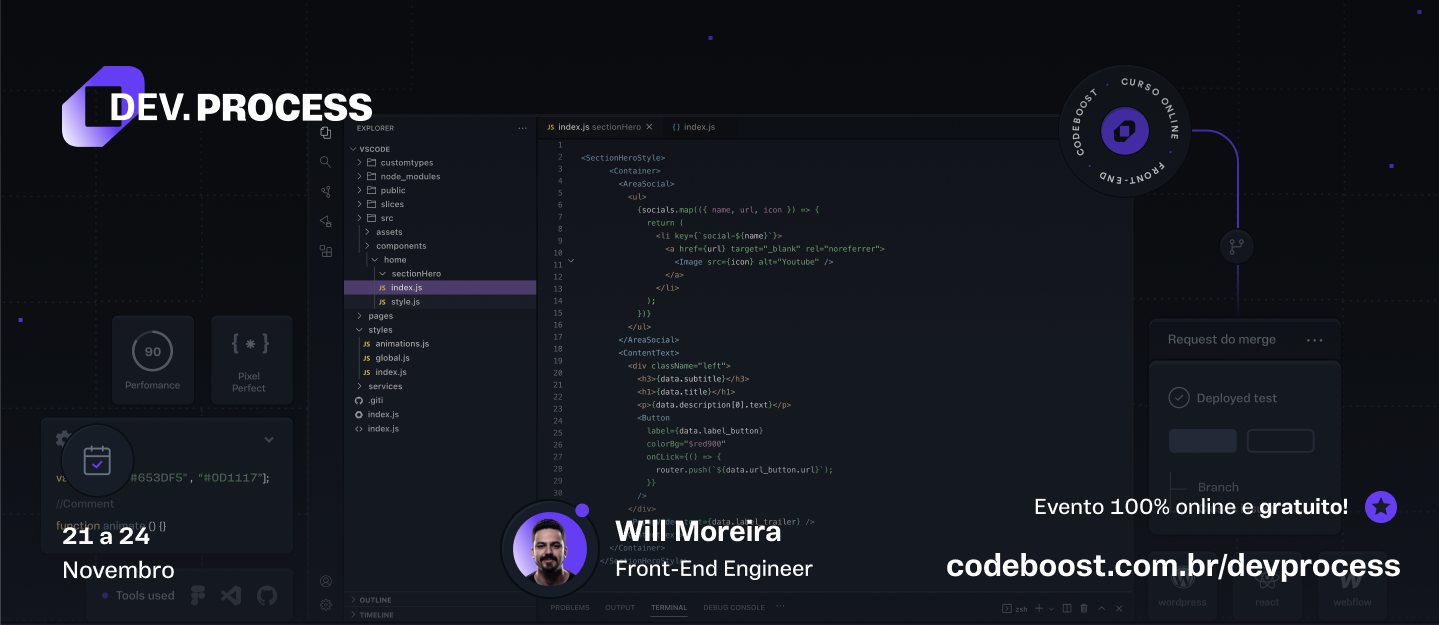 DEV.PROCESS
CODEBOOST · CURSO ONLINE · FRONT-END ·
EXPLORER
VSCODE
customtypes
node_modules
public
slices
src
assets
components
home
sectionHero
index.js
style.js
pages
styles
animations.js
global.js
index.js
services
.giti
index.js
index.js
OUTLINE
TIMELINE
JS index.js sectionHero
{} index.js
1
2 <SectionHeroStyle>
3 <Container>
4 <AreaSocial>
5 <ul>
6 {socials.map(({ name, url, icon }) => {
7 return (
8 <li key={`social=${name}`}>
9 <a href={url} target="_blank" rel="noreferrer">
10 <Image src={icon} alt="Youtube" />
11 </a>
12 </li>
13 );
14 })}
15 </ul>
16 </AreaSocial>
17 <ContentText>
18 <div className="left">
19 <h3>{data.subtitle}</h3>
20 <h1>{data.title}</h1>
21 <p>{data.description[0].text}</p>
22 <Button
23 label={data.label_button}
24 colorBg="$red900"
25 onCLick={() => {
26 router.push(`${data.url_button.url}`);
27 }}
28 />
29 </div>
30
{data.label_trailer} />
</Container>
PROBLEMS
OUTPUT
TERMINAL
DEBUG CONSOLE
zsh
90
Perfomance
{*}
Pixel
Perfect
#653DF5", "#0D1117"];
//Comment
function animate () {}
21 a 24
Novembro
Tools used
Will Moreira
Front-End Engineer
Request do merge
Deployed test
Branch
Evento 100% online e gratuito!
codeboost.com.br/devprocess
wordpress
react
webflow